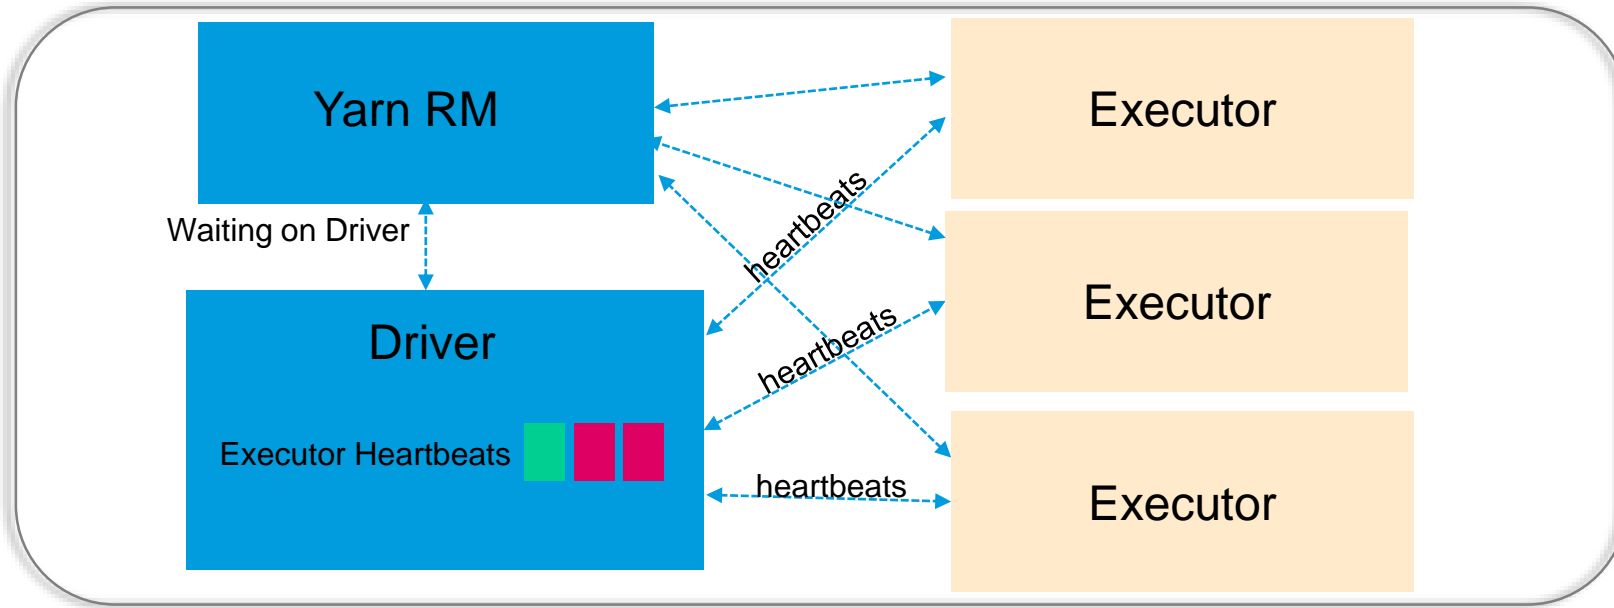 Yarn RM
Executor
Waiting on Driver
heartbeats
Executor
Driver
heartbeats
Executor Heartbeats
heartbeats
Executor